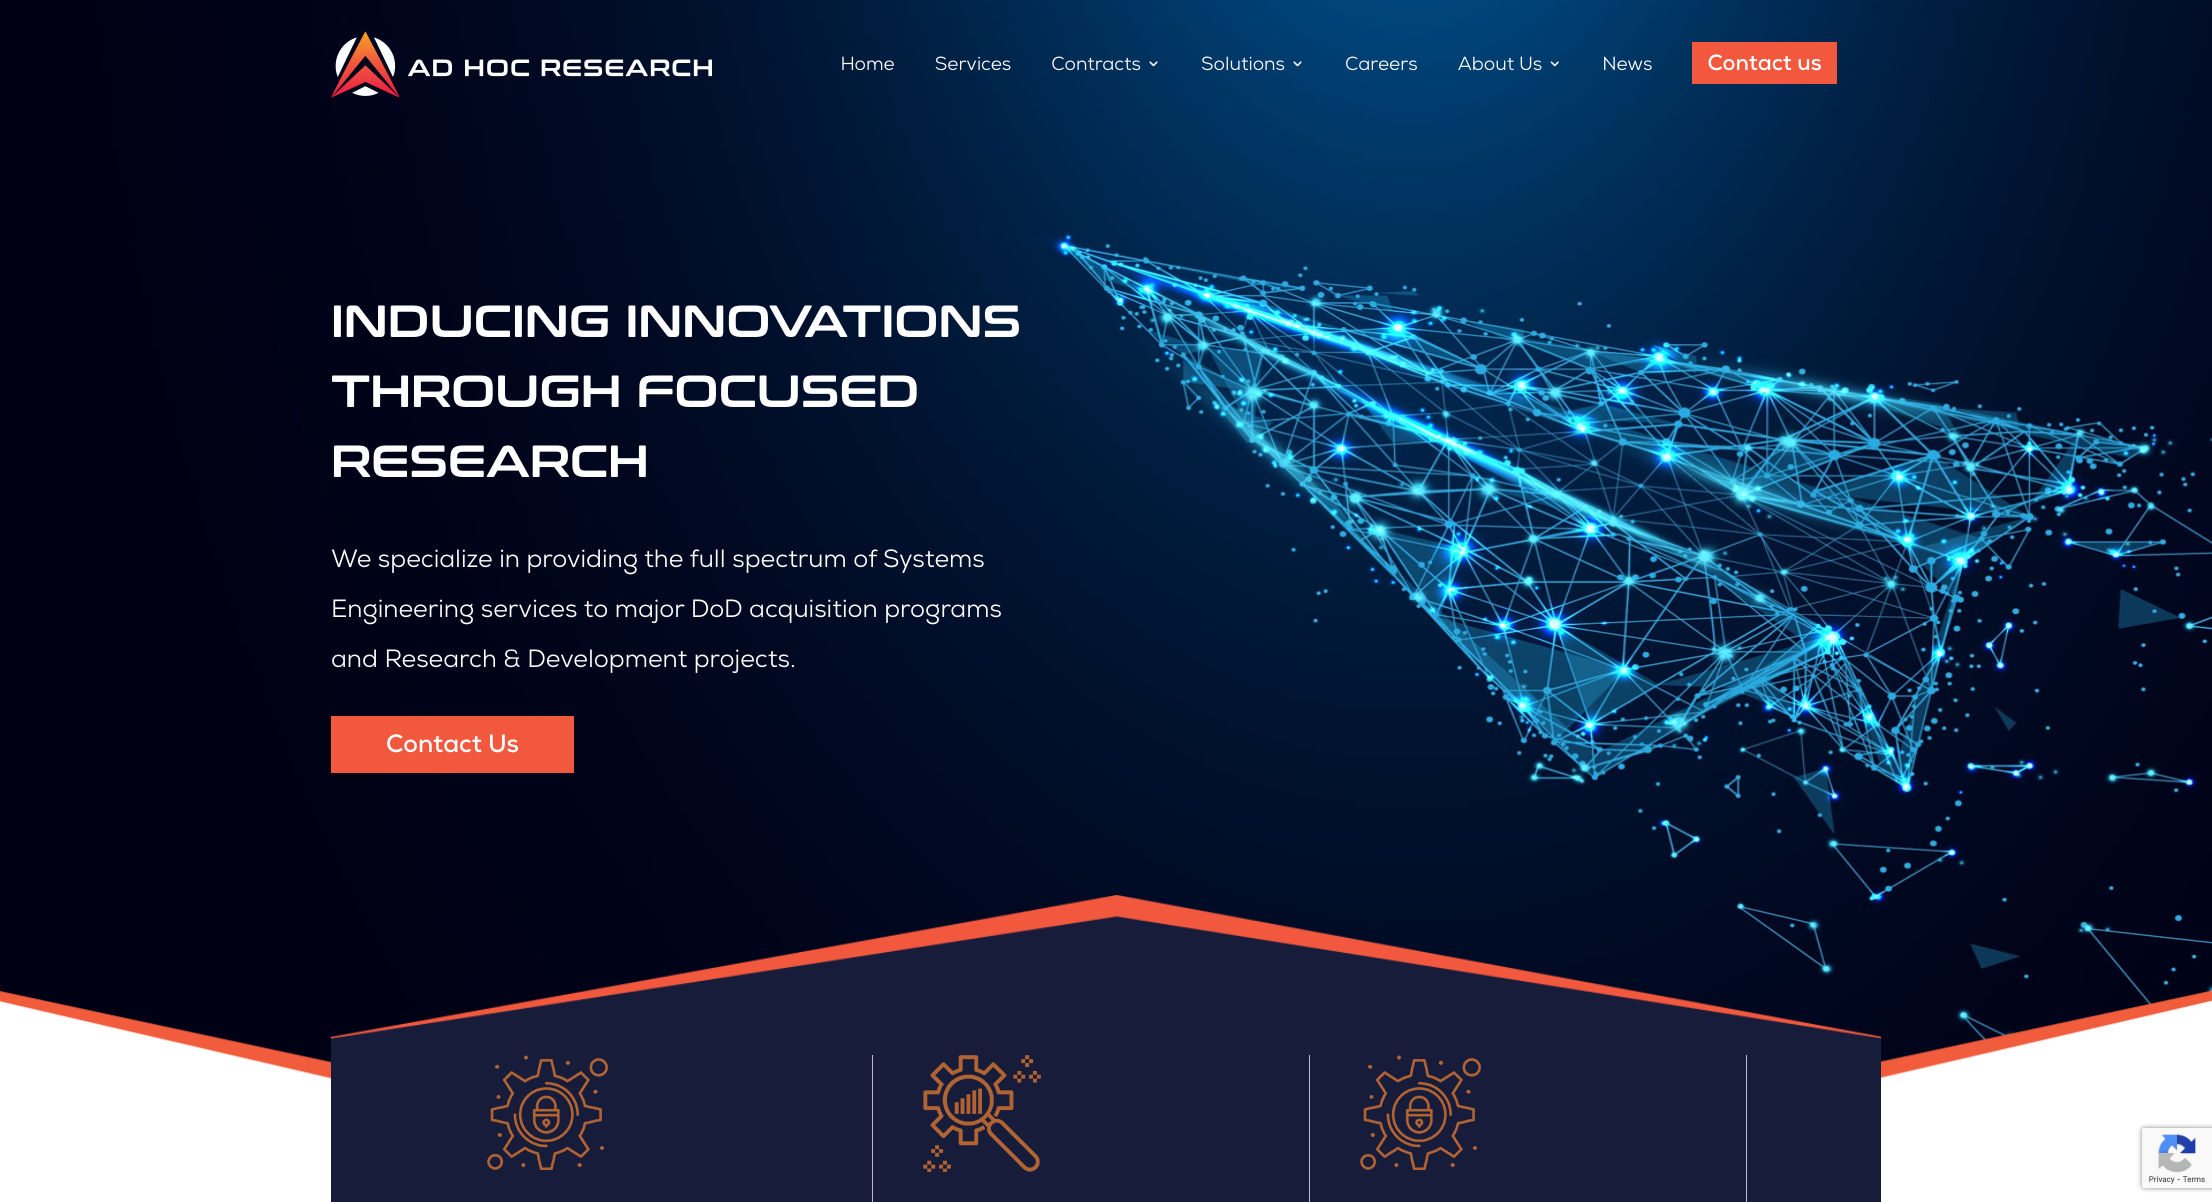 AD HOC RESEARCH
Home Services Contracts Solutions Careers About Us News Contact us
INDUCING INNOVATIONS
THROUGH FOCUSED
RESEARCH
We specialize in providing the full spectrum of Systems
Engineering services to major DoD acquisition programs
and Research & Development projects.
Contact Us
Privacy - Terms